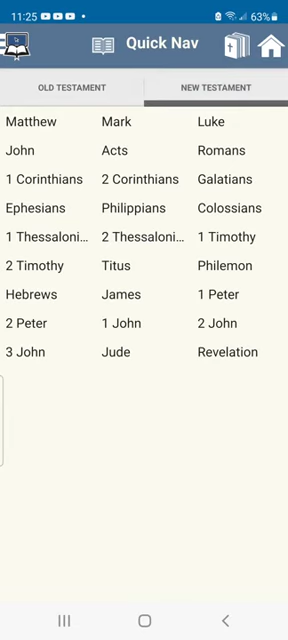 11:25 63%
Quick Nav
OLD TESTAMENT NEW TESTAMENT
Matthew Mark Luke
John Acts Romans
1 Corinthians 2 Corinthians Galatians
Ephesians Philippians Colossians
1 Thessaloni... 2 Thessaloni... 1 Timothy
2 Timothy Titus Philemon
Hebrews James 1 Peter
2 Peter 1 John 2 John
3 John Jude Revelation